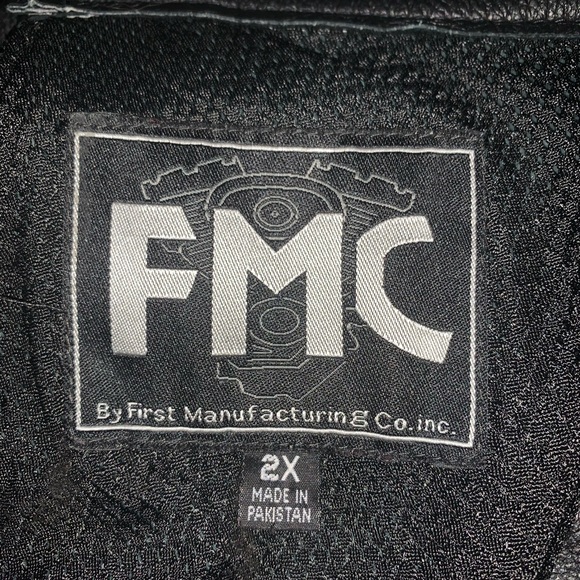 FMC
By First Manufacturing Co. inc.
2X
MADE IN
PAKISTAN